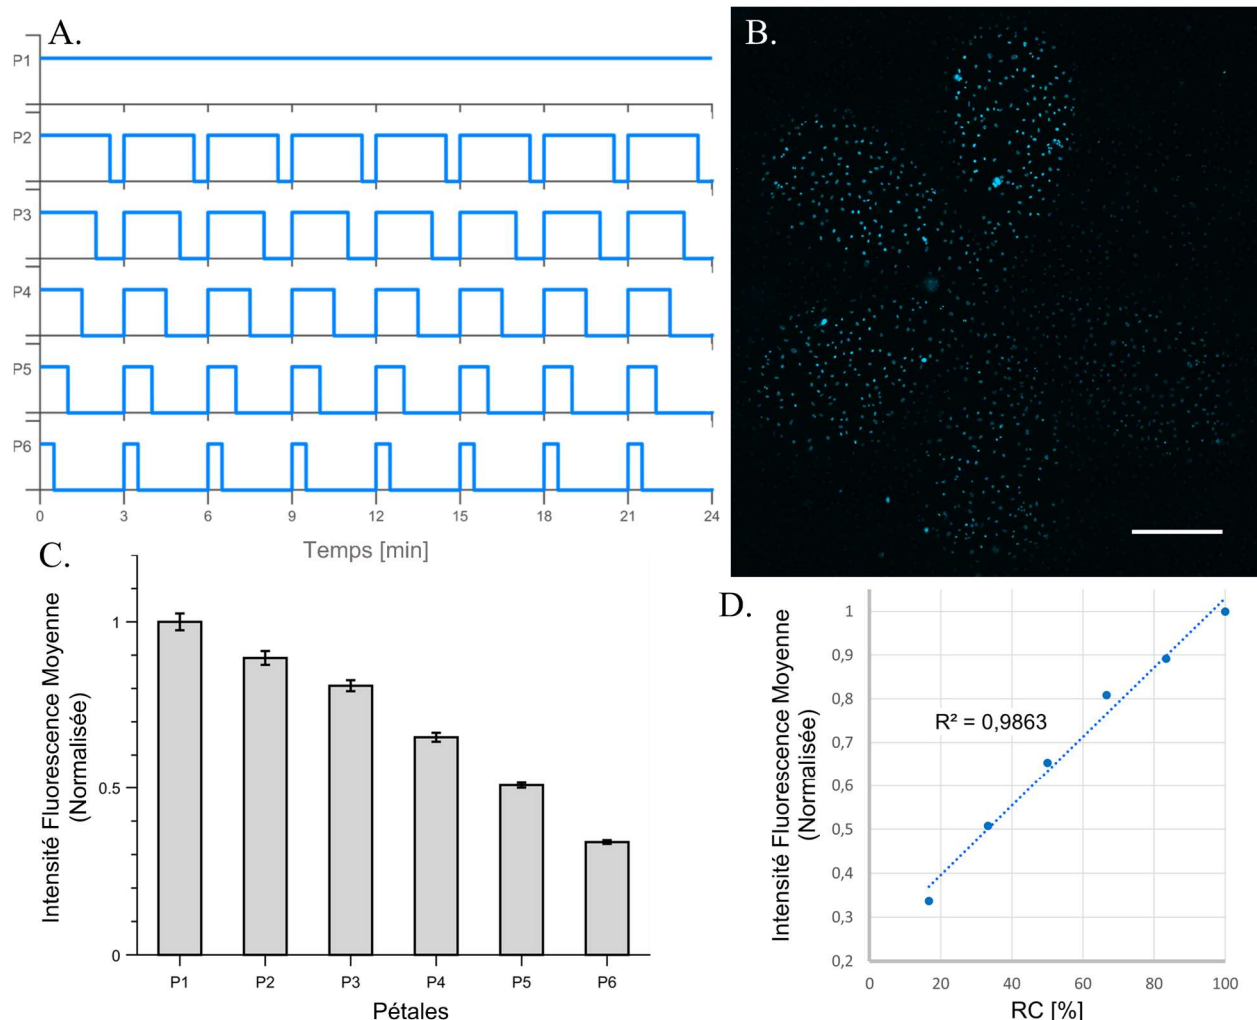 A.
P1
P2
P3
P4
P5
P6
0 3 6 9 12 15 18 21 24
Temps [min]
B.
C.
Intensité Fluorescence Moyenne
(Normalisée)
1
0.5
0
P1 P2 P3 P4 P5 P6
Pétales
D.
Intensité Fluorescence Moyenne
(Normalisée)
1
0,9
0,8
0,7
0,6
0,5
0,4
0,3
0,2
R² = 0,9863
0 20 40 60 80 100
RC [%]